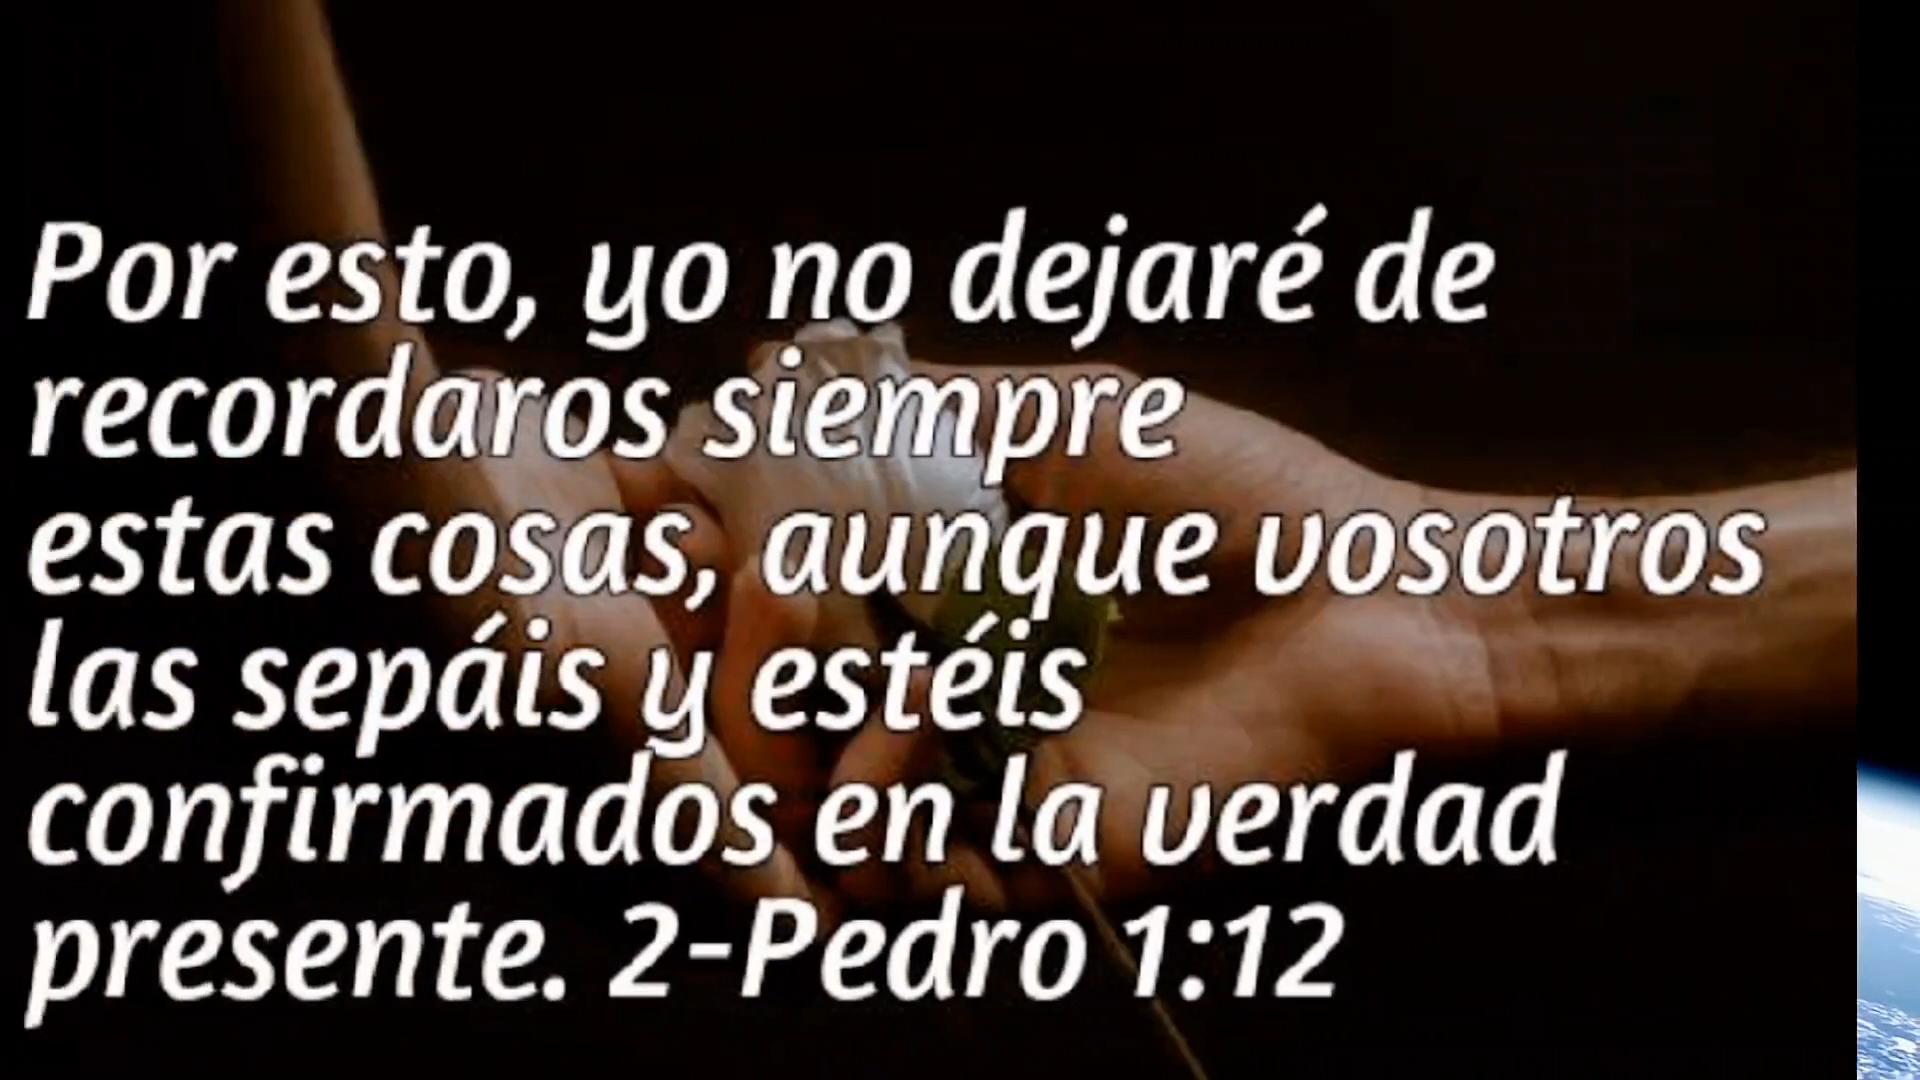 Por esto, yo no dejaré de
recordaros siempre
estas cosas, aunque vosotros
las sepáis y estéis
confirmados en la verdad
presente. 2-Pedro 1:12